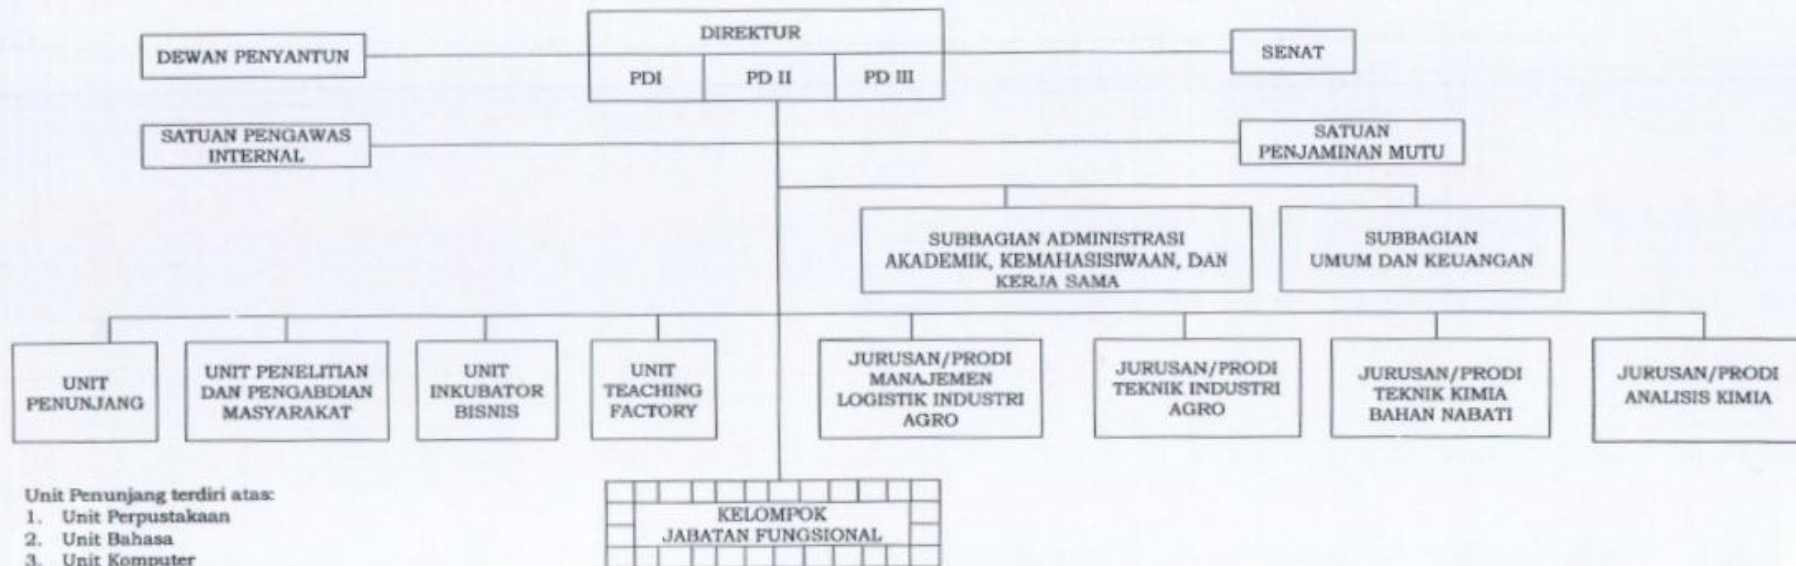 DIREKTUR
DEWAN PENYANTUN
SENAT
PDI
PD II
PD III
SATUAN PENGAWAS
INTERNAL
SATUAN
PENJAMINAN MUTU
SUBBAGIAN ADMINISTRASI
AKADEMIK, KEMAHASISIWAAN, DAN
KERJA SAMA
SUBBAGIAN
UMUM DAN KEUANGAN
UNIT
PENUNJANG
UNIT PENELITIAN
DAN PENGABDIAN
MASYARAKAT
UNIT
INKUBATOR
BISNIS
UNIT
TEACHING
FACTORY
JURUSAN/PRODI
MANAJEMEN
LOGISTIK INDUSTRI
AGRO
JURUSAN/PRODI
TEKNIK INDUSTRI
AGRO
JURUSAN/PRODI
TEKNIK KIMIA
BAHAN NABATI
JURUSAN/PRODI
ANALISIS KIMIA
Unit Penunjang terdiri atas:
1. Unit Perpustakaan
2. Unit Bahasa
3. Unit Komputer
KELOMPOK
JABATAN FUNGSIONAL